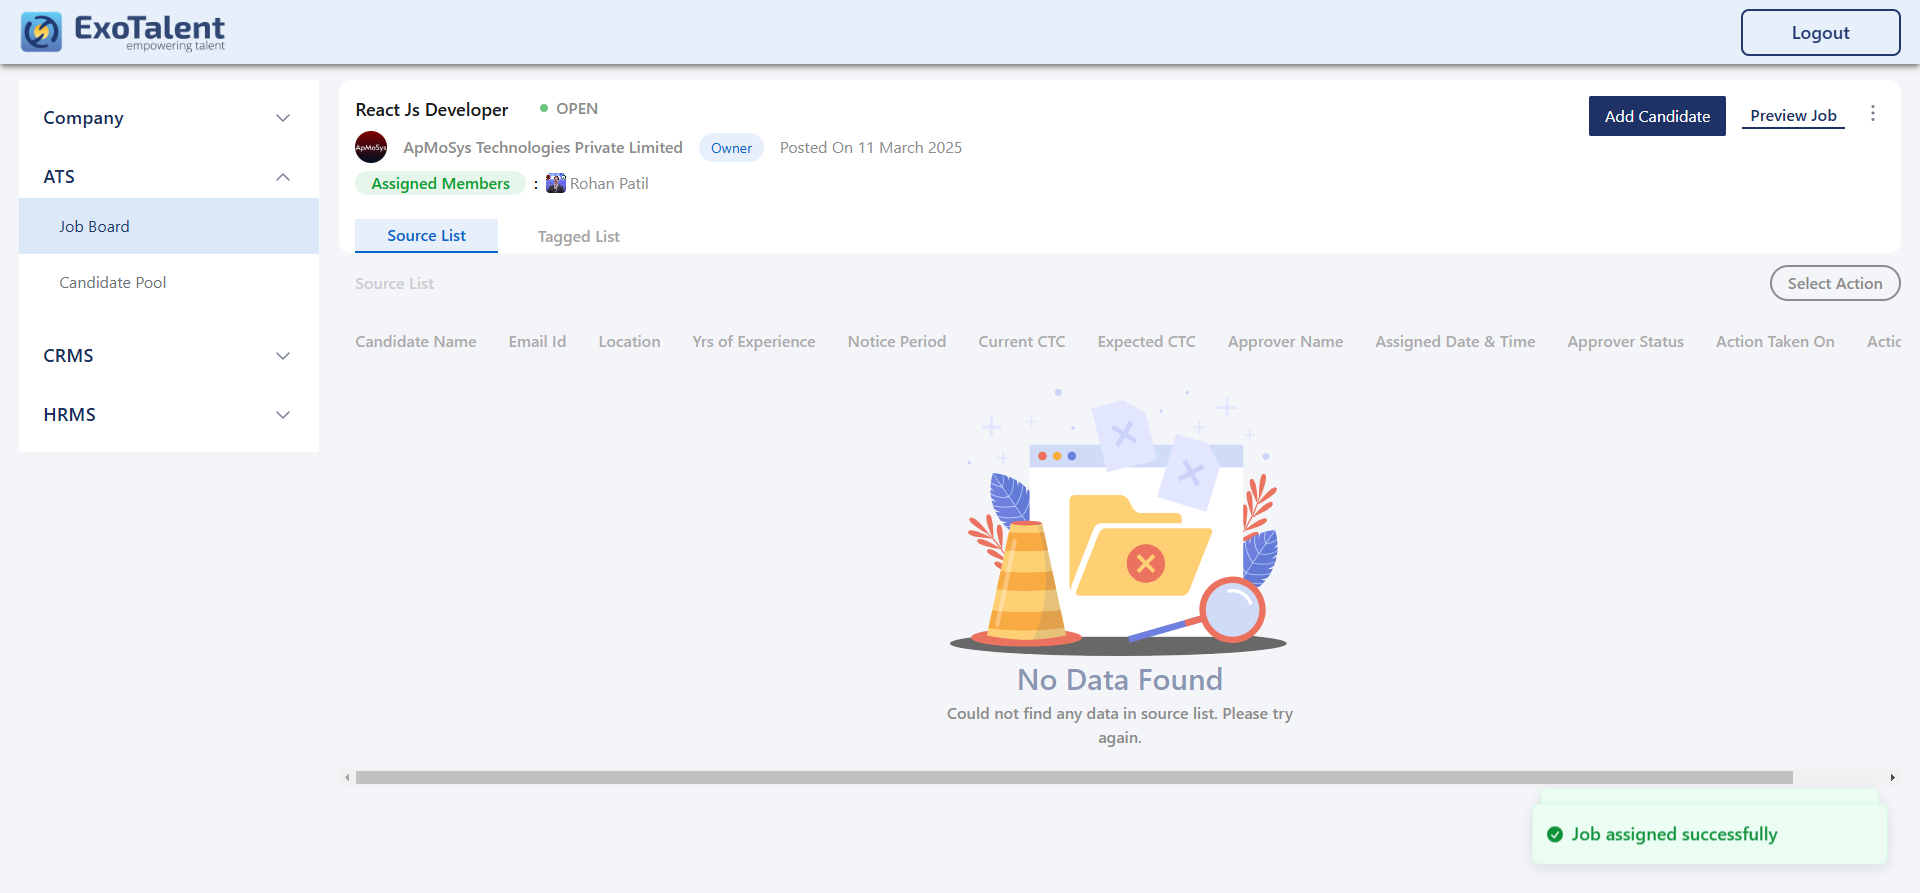 ExoTalent
empowering talent
Logout
Company
ATS
Job Board
Candidate Pool
CRMS
HRMS
React Js Developer OPEN
Add Candidate Preview Job
ApMoSys ApMoSys Technologies Private Limited Owner Posted On 11 March 2025
Assigned Members : Rohan Patil
Source List Tagged List
Source List Select Action
Candidate Name Email Id Location Yrs of Experience Notice Period Current CTC Expected CTC Approver Name Assigned Date & Time Approver Status Action Taken On Actic
No Data Found
Could not find any data in source list. Please try
again.
Job assigned successfully